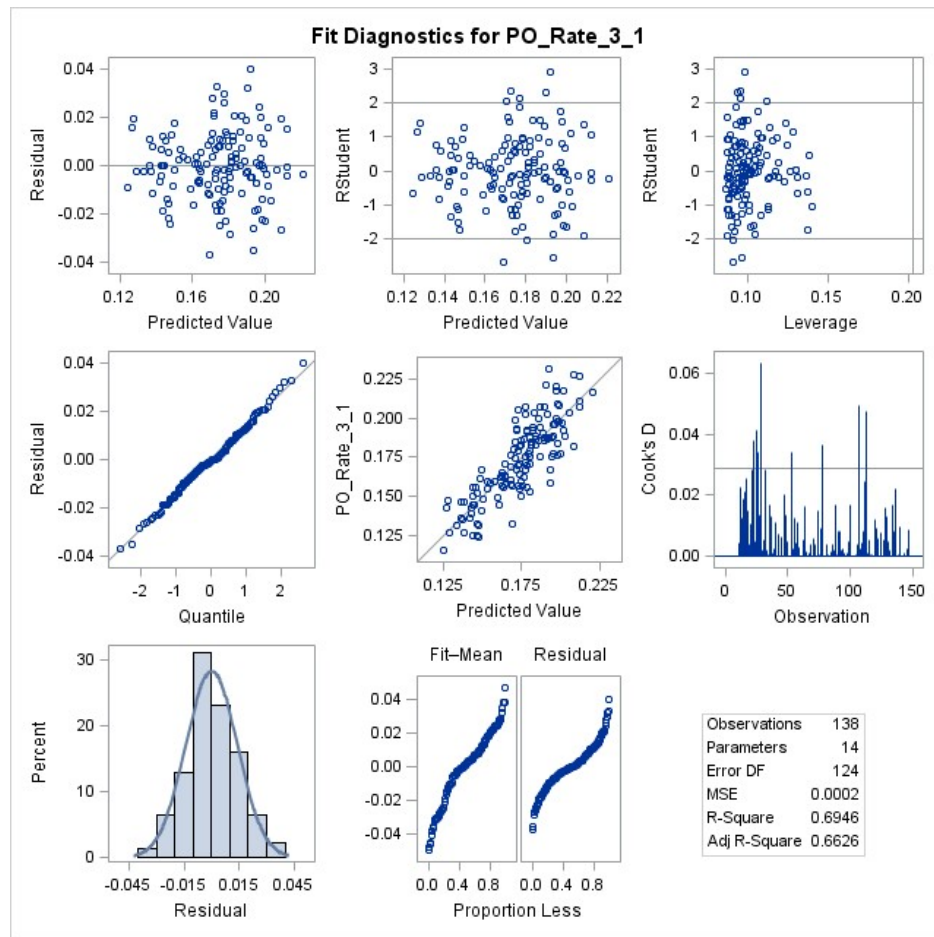 Fit Diagnostics for PO_Rate_3_1
0.04
0.02
0.00
-0.02
-0.04
Residual
0.12 0.16 0.20
Predicted Value
3
2
1
0
-1
-2
RStudent
0.12 0.14 0.16 0.18 0.20 0.22
Predicted Value
3
2
1
0
-1
-2
RStudent
0.10 0.15 0.20
Leverage
0.04
0.02
0.00
-0.02
-0.04
Residual
-2 -1 0 1 2
Quantile
0.225
0.200
0.175
0.150
0.125
PO_Rate_3_1
0.125 0.175 0.225
Predicted Value
0.06
0.04
0.02
0.00
Cook's D
0 50 100 150
Observation
30
20
10
0
Percent
-0.045 -0.015 0.015 0.045
Residual
Fit–Mean Residual
0.04
0.02
0.00
-0.02
-0.04
0.0 0.4 0.8 0.0 0.4 0.8
Proportion Less
Observations 138
Parameters 14
Error DF 124
MSE 0.0002
R-Square 0.6946
Adj R-Square 0.6626